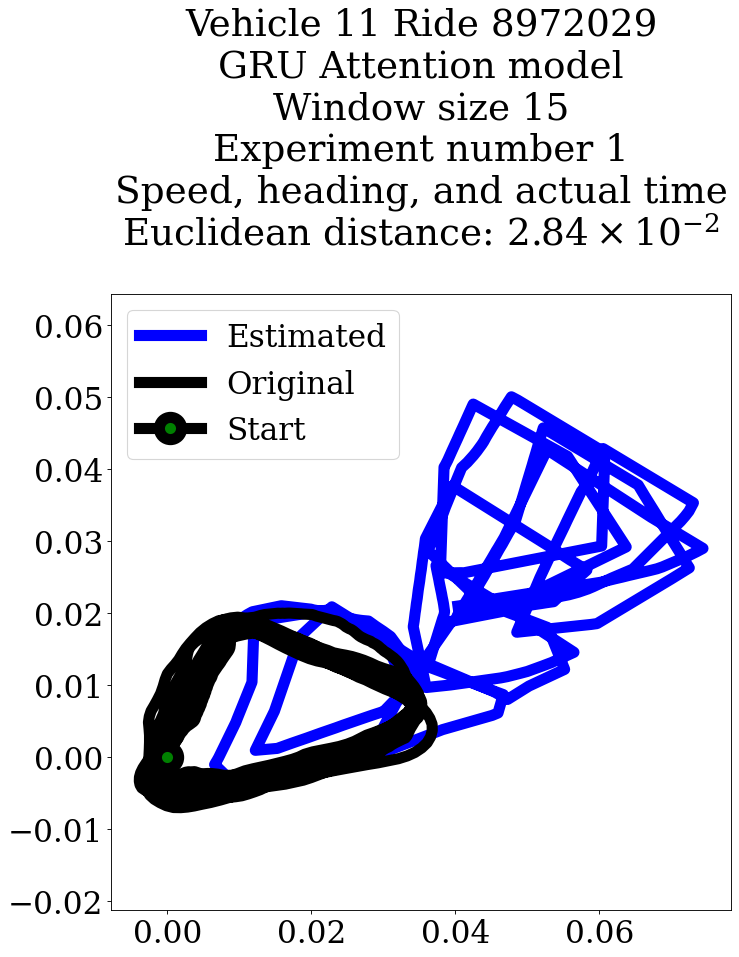 Vehicle 11 Ride 8972029
GRU Attention model
Window size 15
Experiment number 1
Speed, heading, and actual time
Euclidean distance: 2.84 × 10⁻²
Estimated
Original
Start
0.06
0.05
0.04
0.03
0.02
0.01
0.00
−0.01
−0.02
0.00 0.02 0.04 0.06